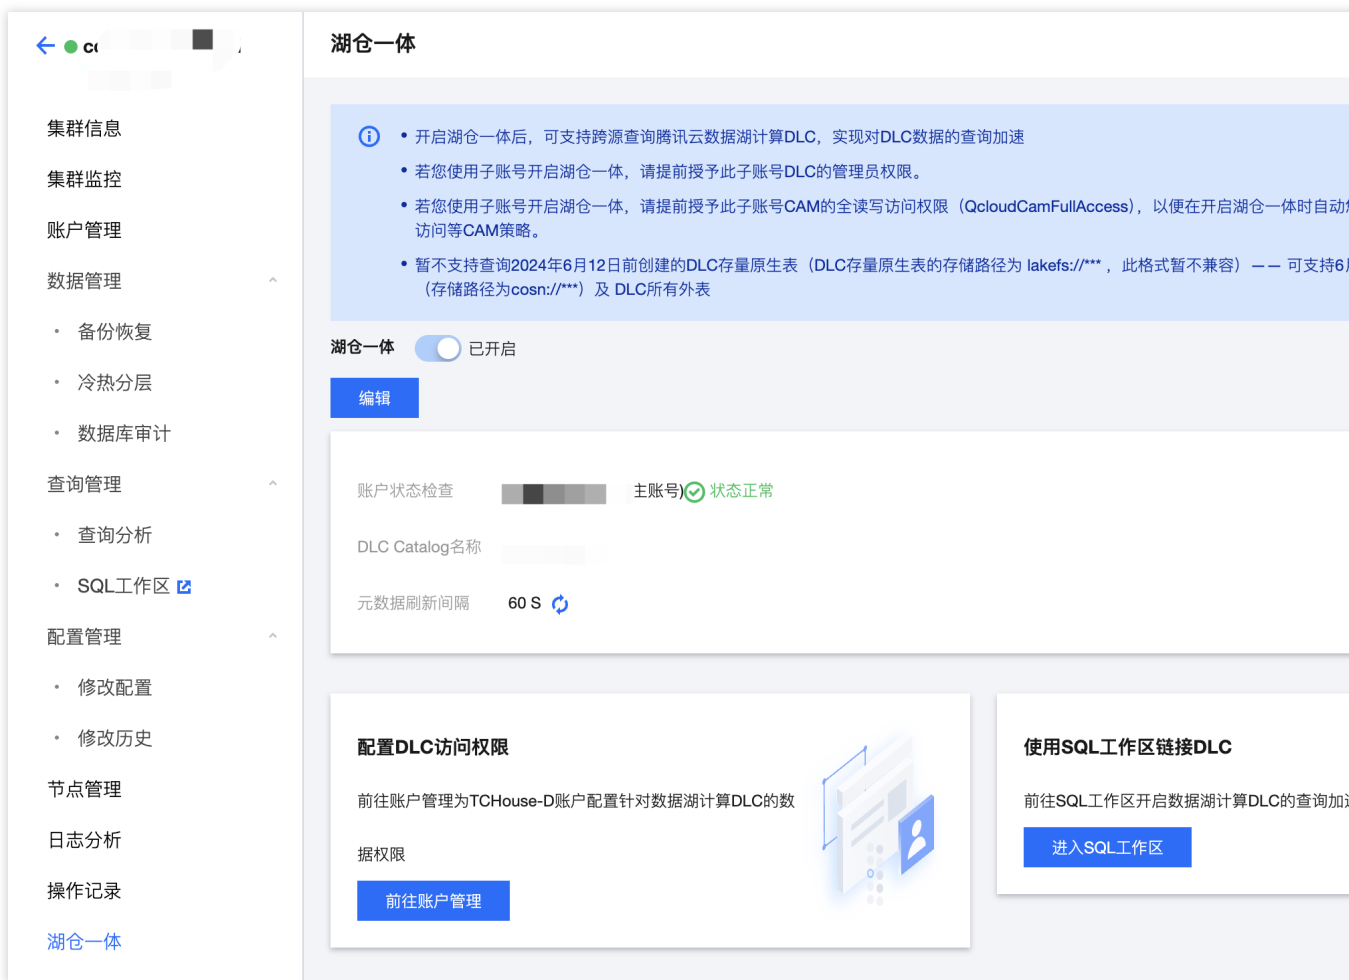 湖仓一体
集群信息
集群监控
账户管理
数据管理
备份恢复
冷热分层
数据库审计
查询管理
查询分析
SQL工作区
配置管理
修改配置
修改历史
节点管理
日志分析
操作记录
湖仓一体
• 开启湖仓一体后，可支持跨源查询腾讯云数据湖计算DLC，实现对DLC数据的查询加速
• 若您使用子账号开启湖仓一体，请提前授予此子账号DLC的管理员权限。
• 若您使用子账号开启湖仓一体，请提前授予此子账号CAM的全读写访问权限（QcloudCamFullAccess），以便在开启湖仓一体时自动
访问等CAM策略。
• 暂不支持查询2024年6月12日前创建的DLC存量原生表（DLC存量原生表的存储路径为 lakefs://*** ，此格式暂不兼容）—— 可支持6
（存储路径为cosn://***）及 DLC所有外表
湖仓一体 已开启
编辑
账户状态检查 主账号) 状态正常
DLC Catalog名称
元数据刷新间隔 60 S
配置DLC访问权限
前往账户管理为TCHouse-D账户配置针对数据湖计算DLC的数
据权限
前往账户管理
使用SQL工作区链接DLC
前往SQL工作区开启数据湖计算DLC的查询加
进入SQL工作区